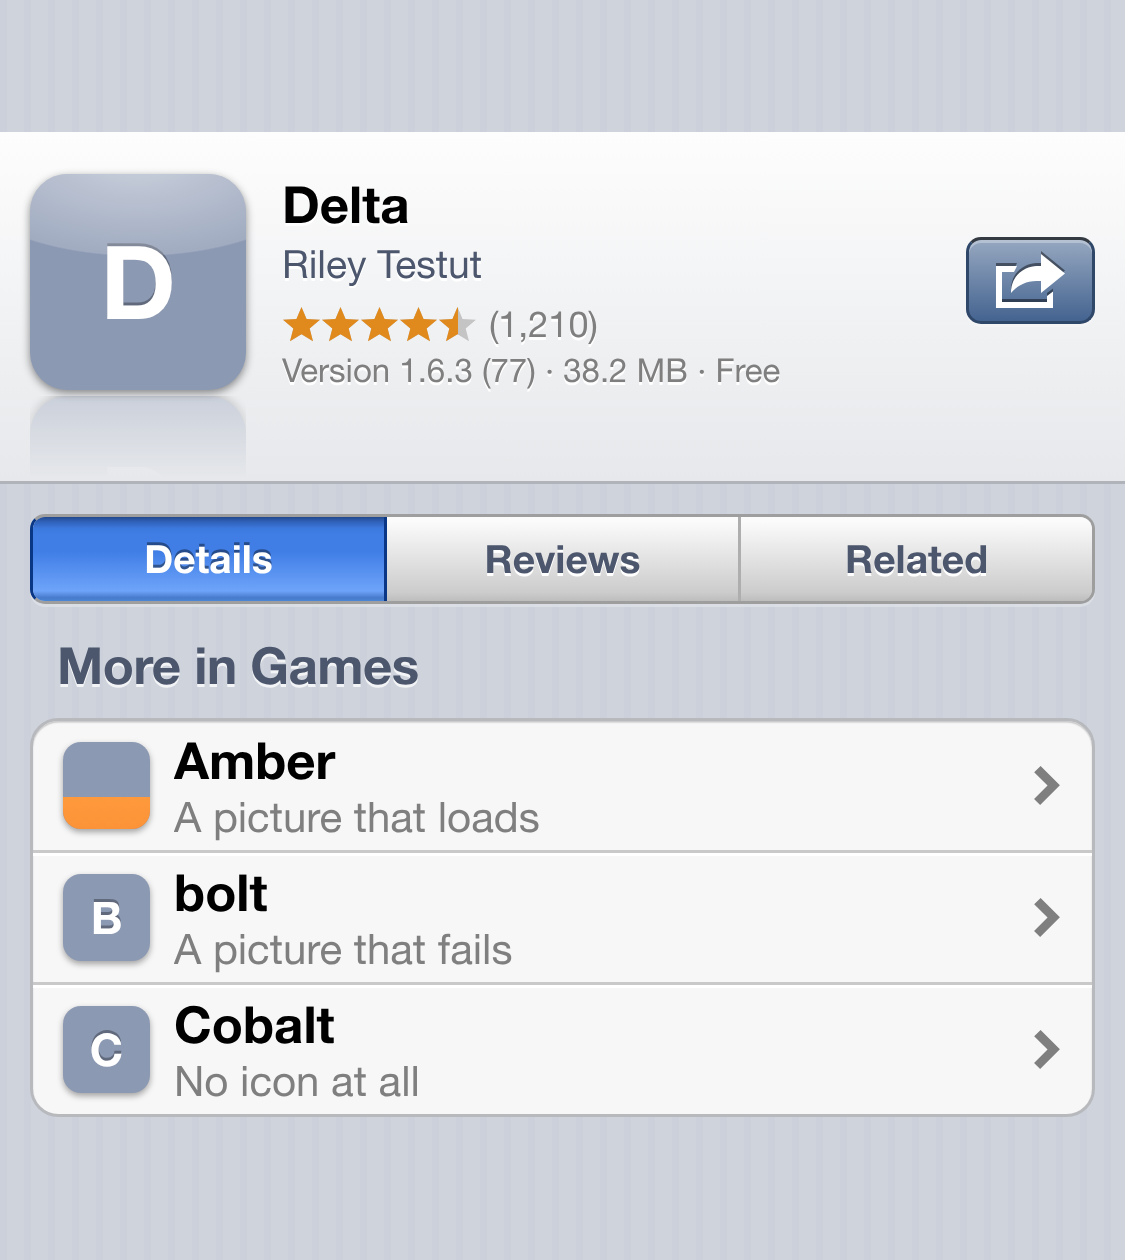 D
Delta
Riley Testut
(1,210)
Version 1.6.3 (77) · 38.2 MB · Free
Details
Reviews
Related
More in Games
Amber
A picture that loads
B
bolt
A picture that fails
C
Cobalt
No icon at all